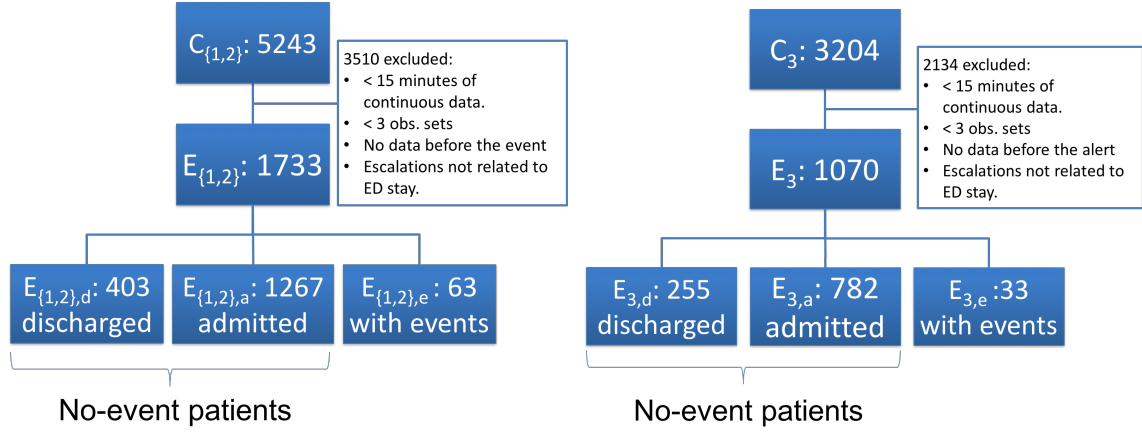 C{1,2}: 5243
3510 excluded:
• < 15 minutes of
continuous data.
• < 3 obs. sets
• No data before the event
• Escalations not related to
ED stay.
E{1,2}: 1733
E{1,2},d: 403
discharged
E{1,2},a: 1267
admitted
E{1,2},e: 63
with events
No-event patients
C3: 3204
2134 excluded:
• < 15 minutes of
continuous data.
• < 3 obs. sets
• No data before the alert
• Escalations not related to
ED stay.
E3: 1070
E3,d: 255
discharged
E3,a: 782
admitted
E3,e :33
with events
No-event patients